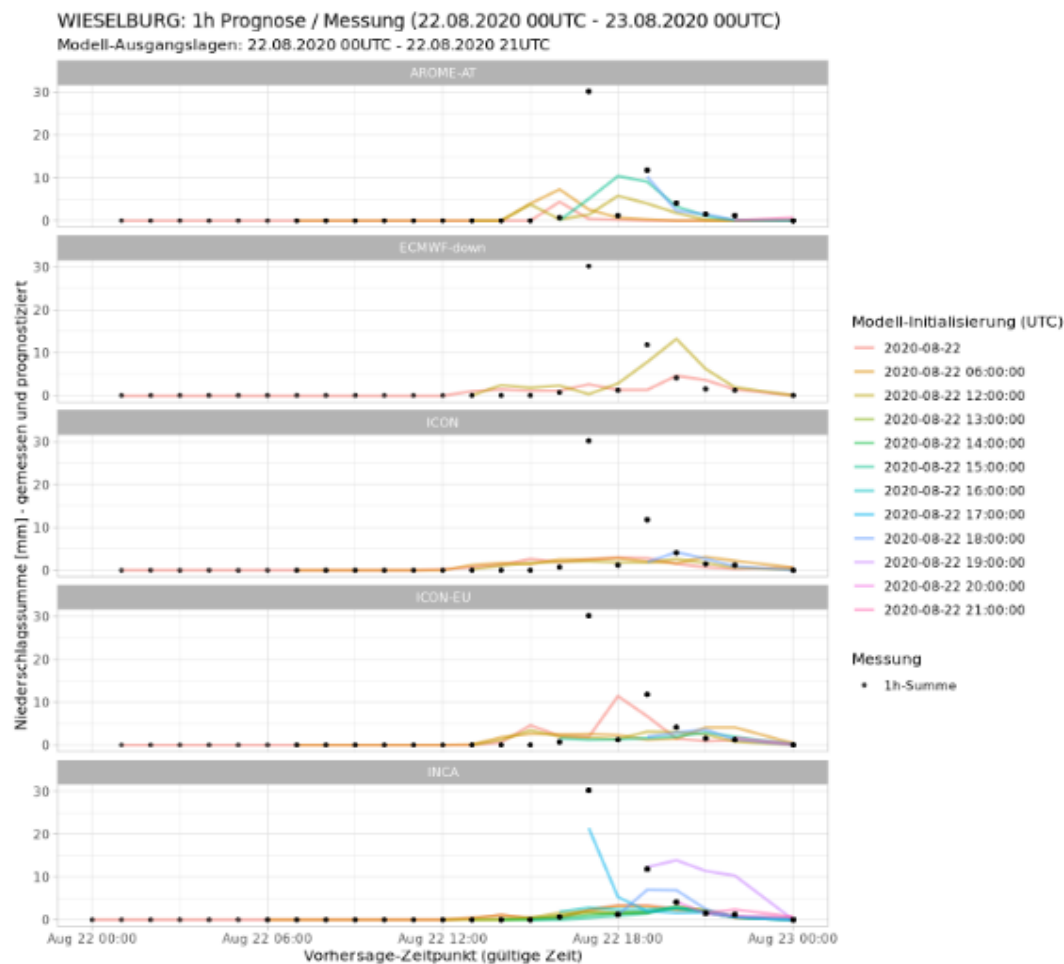 WIESELBURG: 1h Prognose / Messung (22.08.2020 00UTC - 23.08.2020 00UTC)
Modell-Ausgangslagen: 22.08.2020 00UTC - 22.08.2020 21UTC
Niederschlagssumme [mm] - gemessen und prognostiziert
AROME-AT
30
20
10
0
ECMWF-down
30
20
10
0
ICON
30
20
10
0
ICON-EU
30
20
10
0
INCA
30
20
10
0
Aug 22 00:00 Aug 22 06:00 Aug 22 12:00 Aug 22 18:00 Aug 23 00:00
Vorhersage-Zeitpunkt (gültige Zeit)
Modell-Initialisierung (UTC)
2020-08-22
2020-08-22 06:00:00
2020-08-22 12:00:00
2020-08-22 13:00:00
2020-08-22 14:00:00
2020-08-22 15:00:00
2020-08-22 16:00:00
2020-08-22 17:00:00
2020-08-22 18:00:00
2020-08-22 19:00:00
2020-08-22 20:00:00
2020-08-22 21:00:00
Messung
1h-Summe